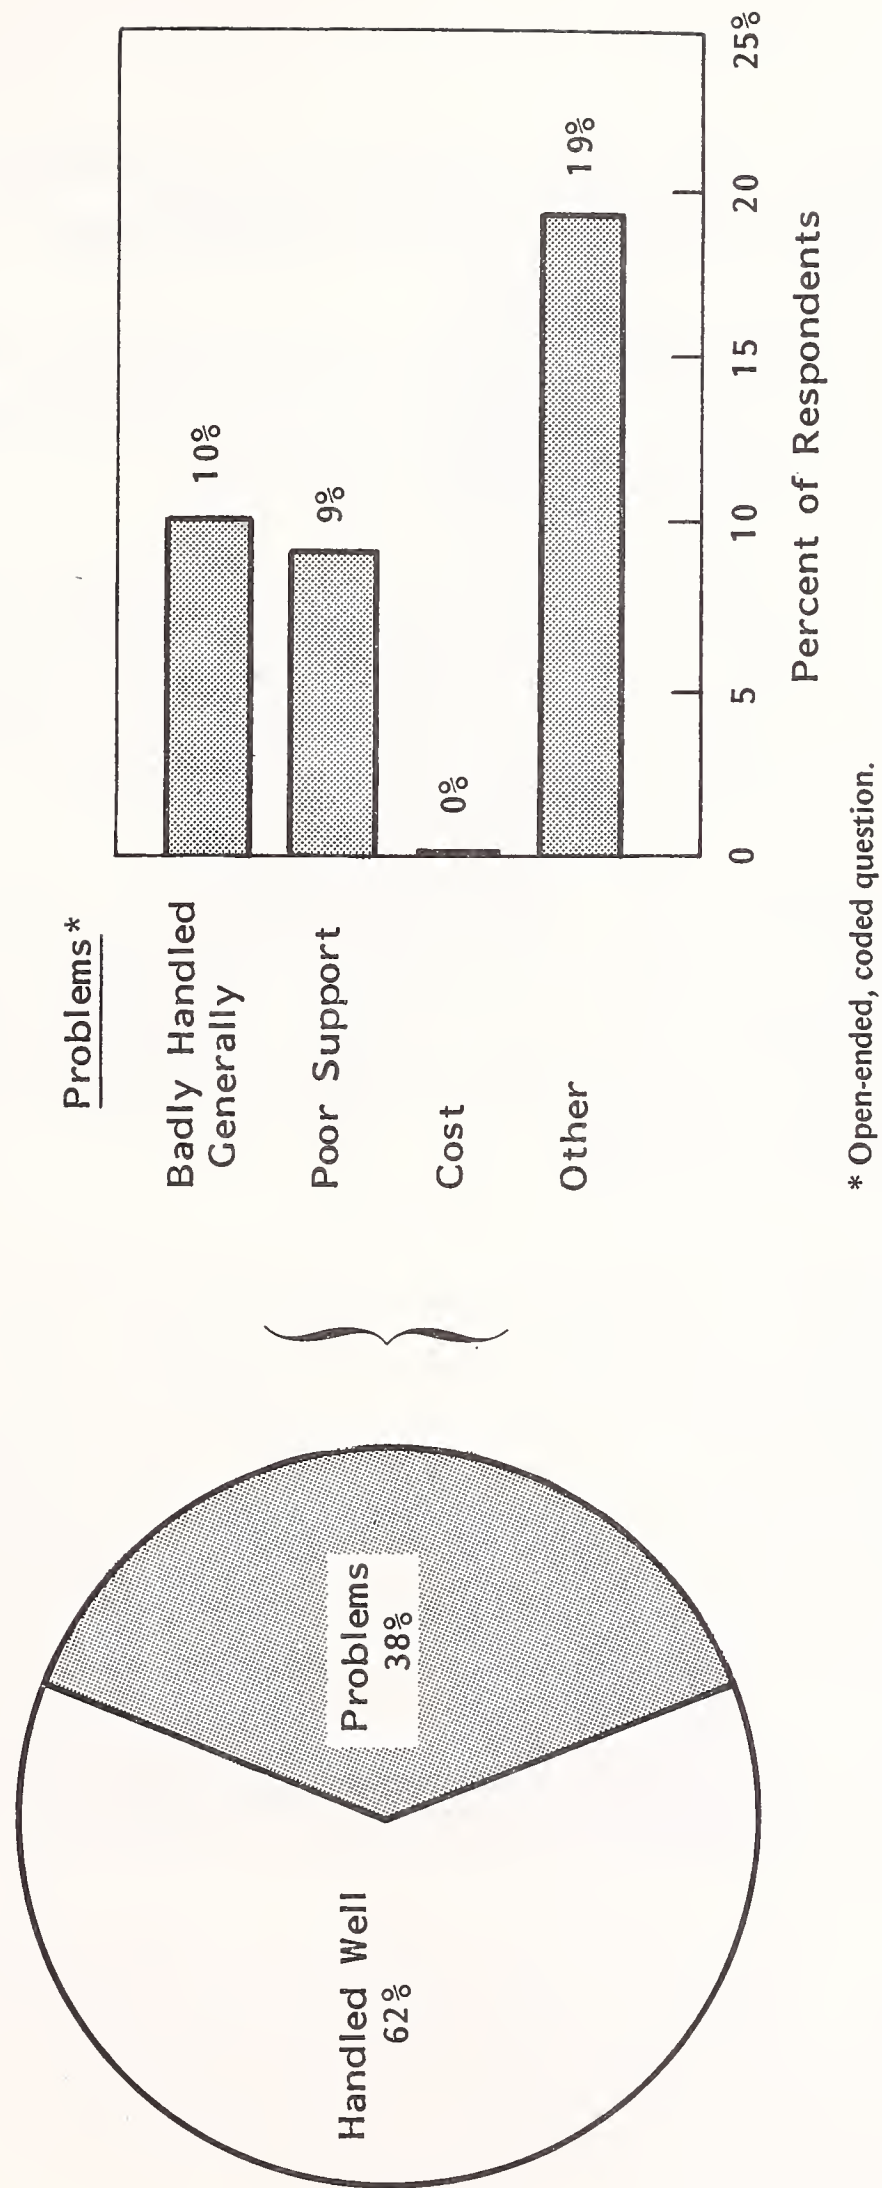 Handled Well
62%
Problems
38%
Problems*
Badly Handled
Generally
Poor Support
Cost
Other
10%
9%
0%
19%
0
5
10
15
20
25%
Percent of Respondents
* Open-ended, coded question.